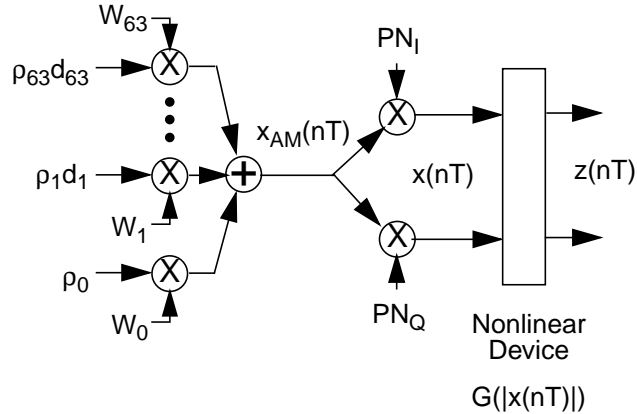 W63
PNI
ρ63d63
X
X
xAM(nT)
ρ1d1
X
+
x(nT)
z(nT)
W1
X
ρ0
X
PNQ
W0
Nonlinear
Device
G(|x(nT)|)